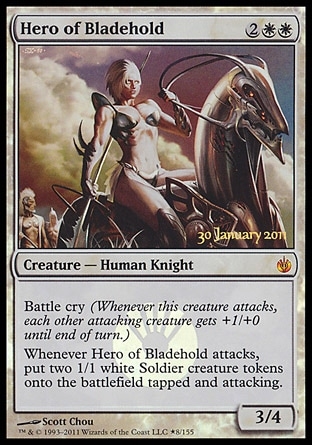 Hero of Bladehold 2
30 January 2011
Creature — Human Knight
Battle cry (Whenever this creature attacks,
each other attacking creature gets +1/+0
until end of turn.)
Whenever Hero of Bladehold attacks,
put two 1/1 white Soldier creature tokens
onto the battlefield tapped and attacking.
3/4
Scott Chou
™ & © 1993–2011 Wizards of the Coast LLC ★8/155